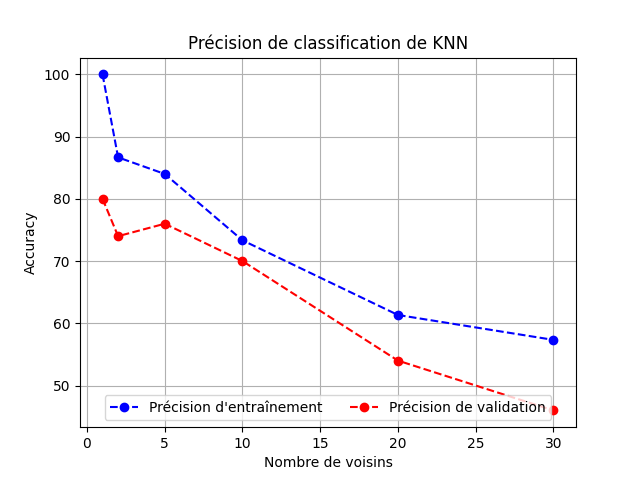 Précision de classification de KNN
100
90
80
70
60
50
Accuracy
Précision d'entraînement
Précision de validation
0
5
10
15
20
25
30
Nombre de voisins